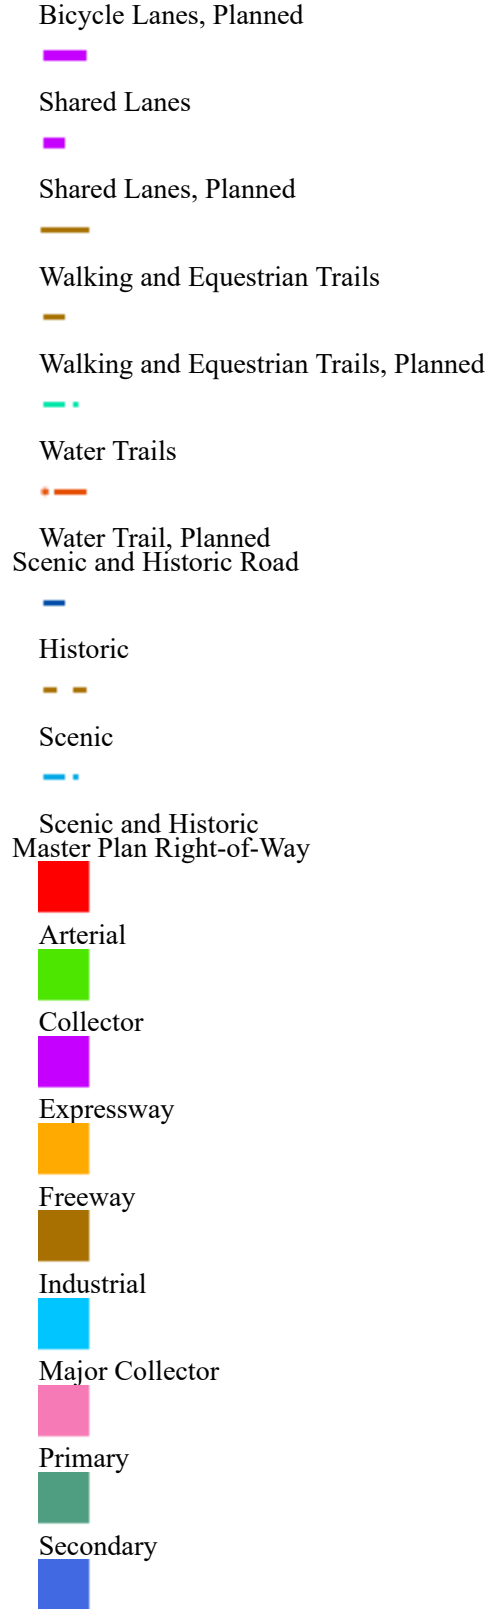 Bicycle Lanes, Planned
Shared Lanes
Shared Lanes, Planned
Walking and Equestrian Trails
Walking and Equestrian Trails, Planned
Water Trails
Water Trail, Planned
Scenic and Historic Road
Historic
Scenic
Scenic and Historic
Master Plan Right-of-Way
Arterial
Collector
Expressway
Freeway
Industrial
Major Collector
Primary
Secondary